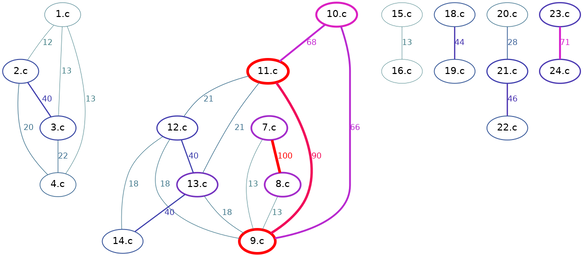 1.c 10.c 15.c 18.c 20.c 23.c
12 68 13 44 28 71
2.c 13 13 11.c 16.c 19.c 21.c 24.c
40 21 46
20 3.c 12.c 21 7.c 66 22.c
22 40 100 90
4.c 18 18 13.c 13 8.c
40 18 13
14.c 9.c